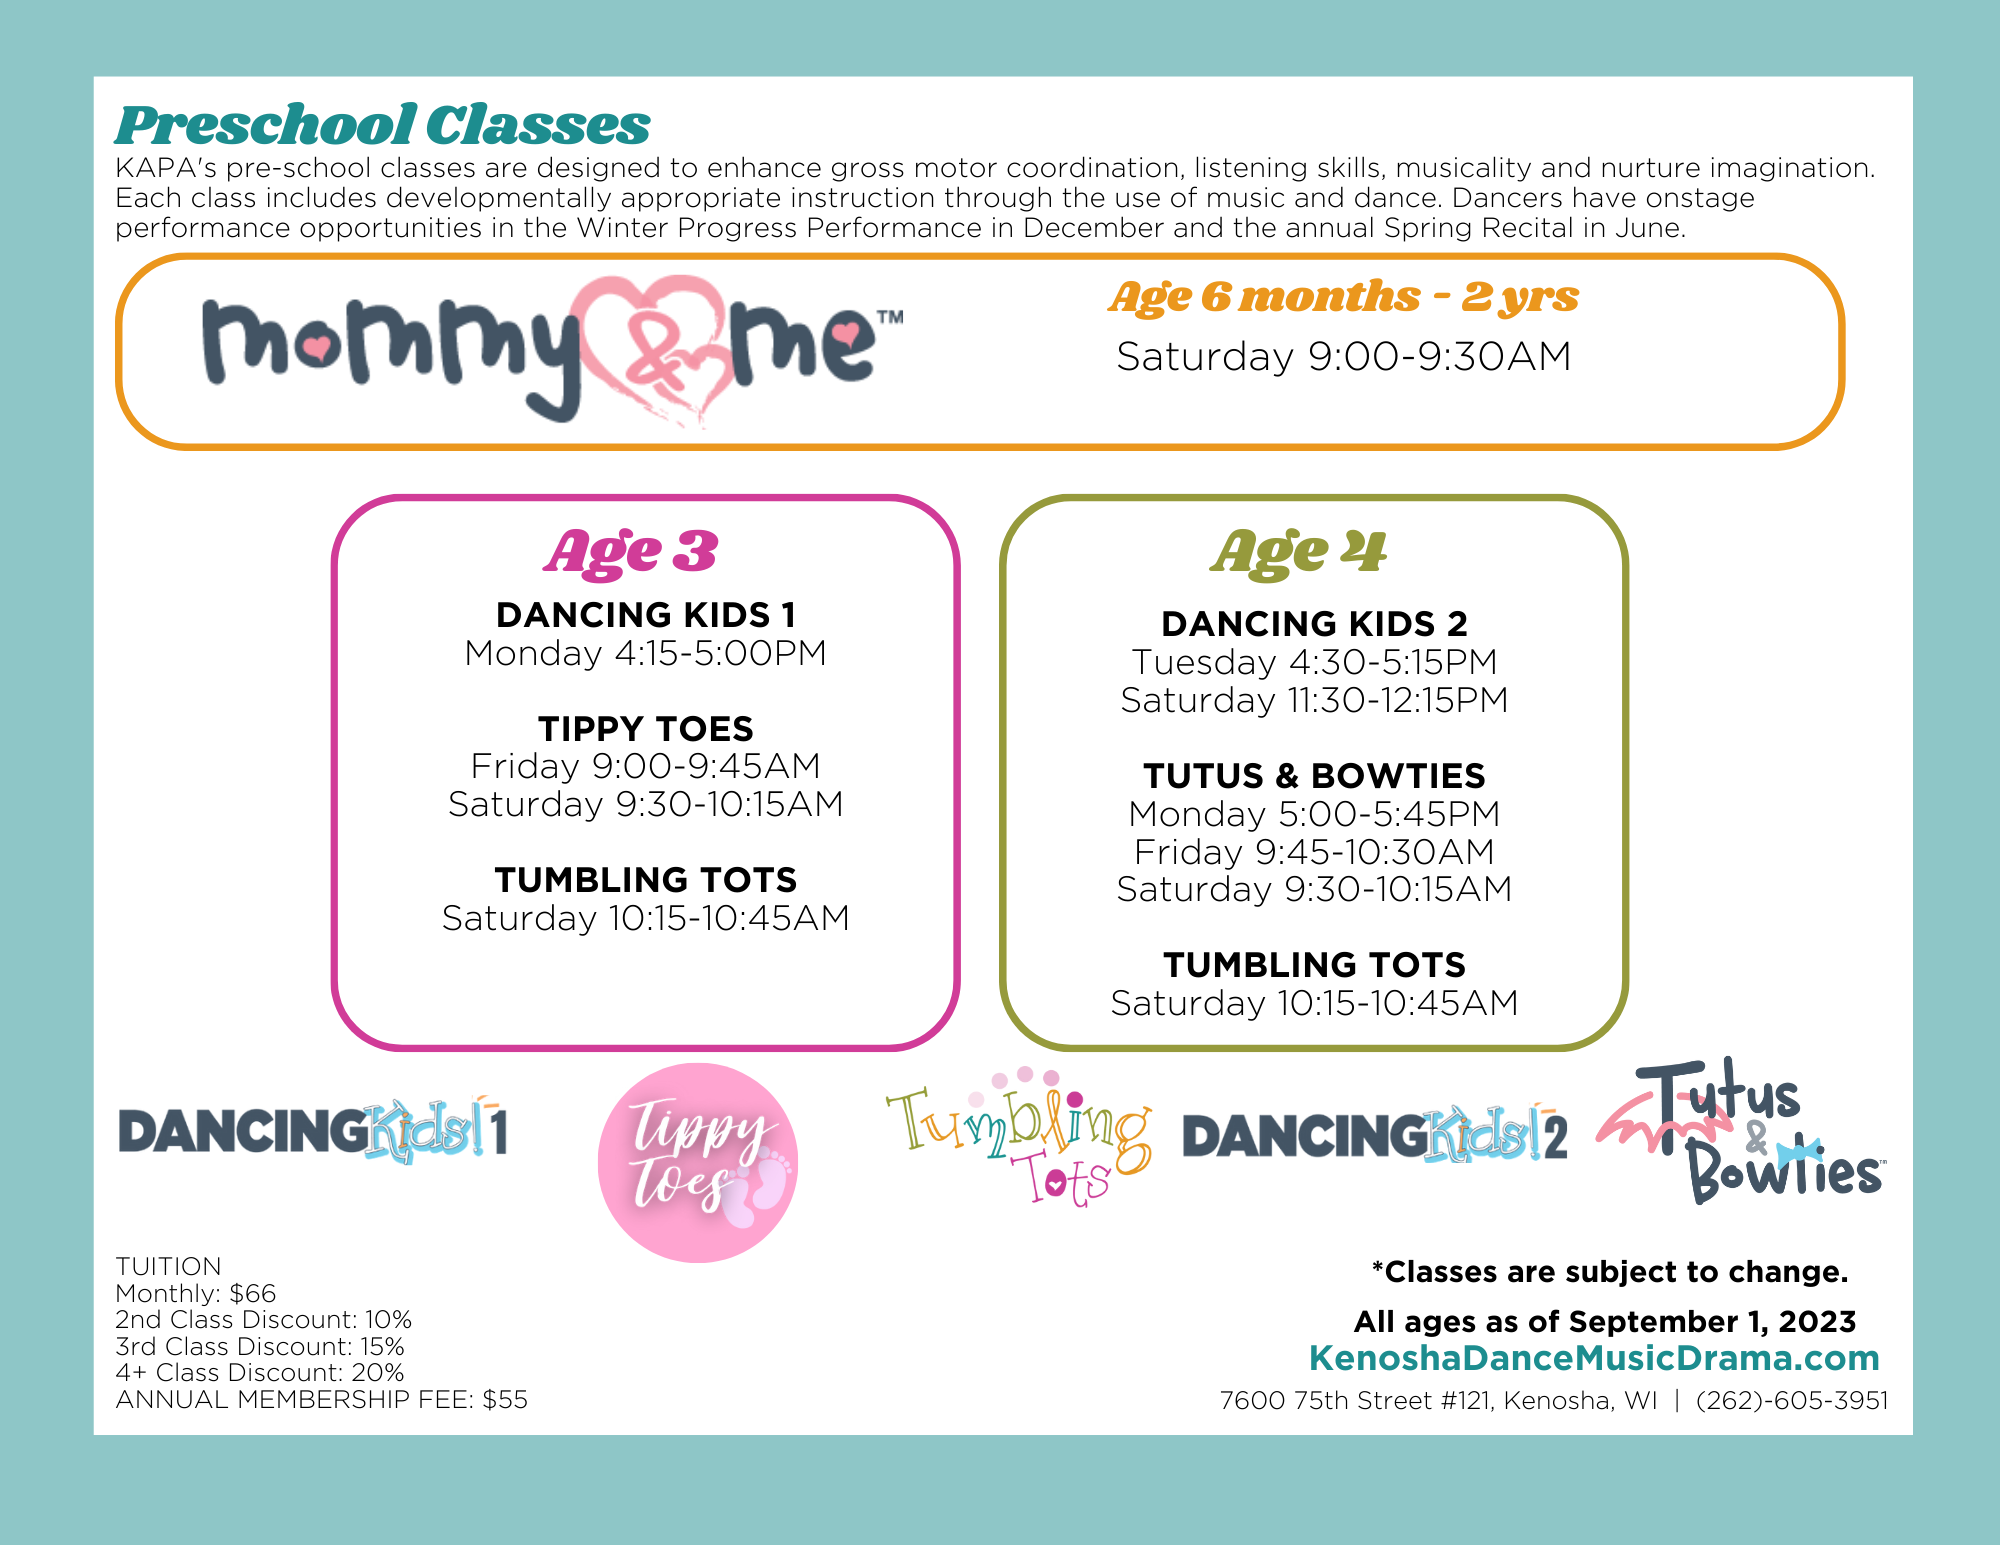 Preschool Classes
KAPA's pre-school classes are designed to enhance gross motor coordination, listening skills, musicality and nurture imagination.
Each class includes developmentally appropriate instruction through the use of music and dance. Dancers have onstage
performance opportunities in the Winter Progress Performance in December and the annual Spring Recital in June.
mommy & me™
Age 6 months - 2 yrs
Saturday 9:00-9:30AM
Age 3
DANCING KIDS 1
Monday 4:15-5:00PM
TIPPY TOES
Friday 9:00-9:45AM
Saturday 9:30-10:15AM
TUMBLING TOTS
Saturday 10:15-10:45AM
Age 4
DANCING KIDS 2
Tuesday 4:30-5:15PM
Saturday 11:30-12:15PM
TUTUS & BOWTIES
Monday 5:00-5:45PM
Friday 9:45-10:30AM
Saturday 9:30-10:15AM
TUMBLING TOTS
Saturday 10:15-10:45AM
DANCING Kids! 1
Tippy
Toes
Tumbling
Tots
DANCING Kids! 2
Tutus
&
Bowties™
TUITION
Monthly: $66
2nd Class Discount: 10%
3rd Class Discount: 15%
4+ Class Discount: 20%
ANNUAL MEMBERSHIP FEE: $55
*Classes are subject to change.
All ages as of September 1, 2023
KenoshaDanceMusicDrama.com
7600 75th Street #121, Kenosha, WI | (262)-605-3951